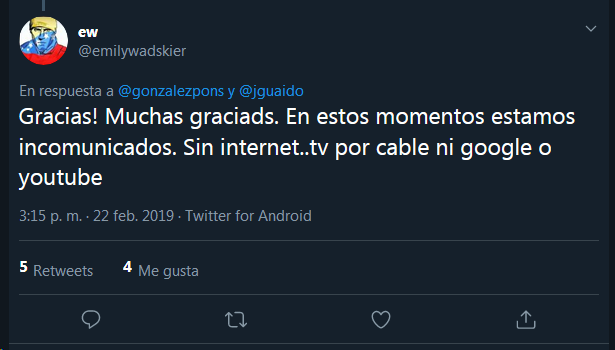 ew
@emilywadskier
En respuesta a @gonzalezpons y @jguaido
Gracias! Muchas graciads. En estos momentos estamos
incomunicados. Sin internet..tv por cable ni google o
youtube
3:15 p. m. · 22 feb. 2019 · Twitter for Android
5 Retweets 4 Me gusta